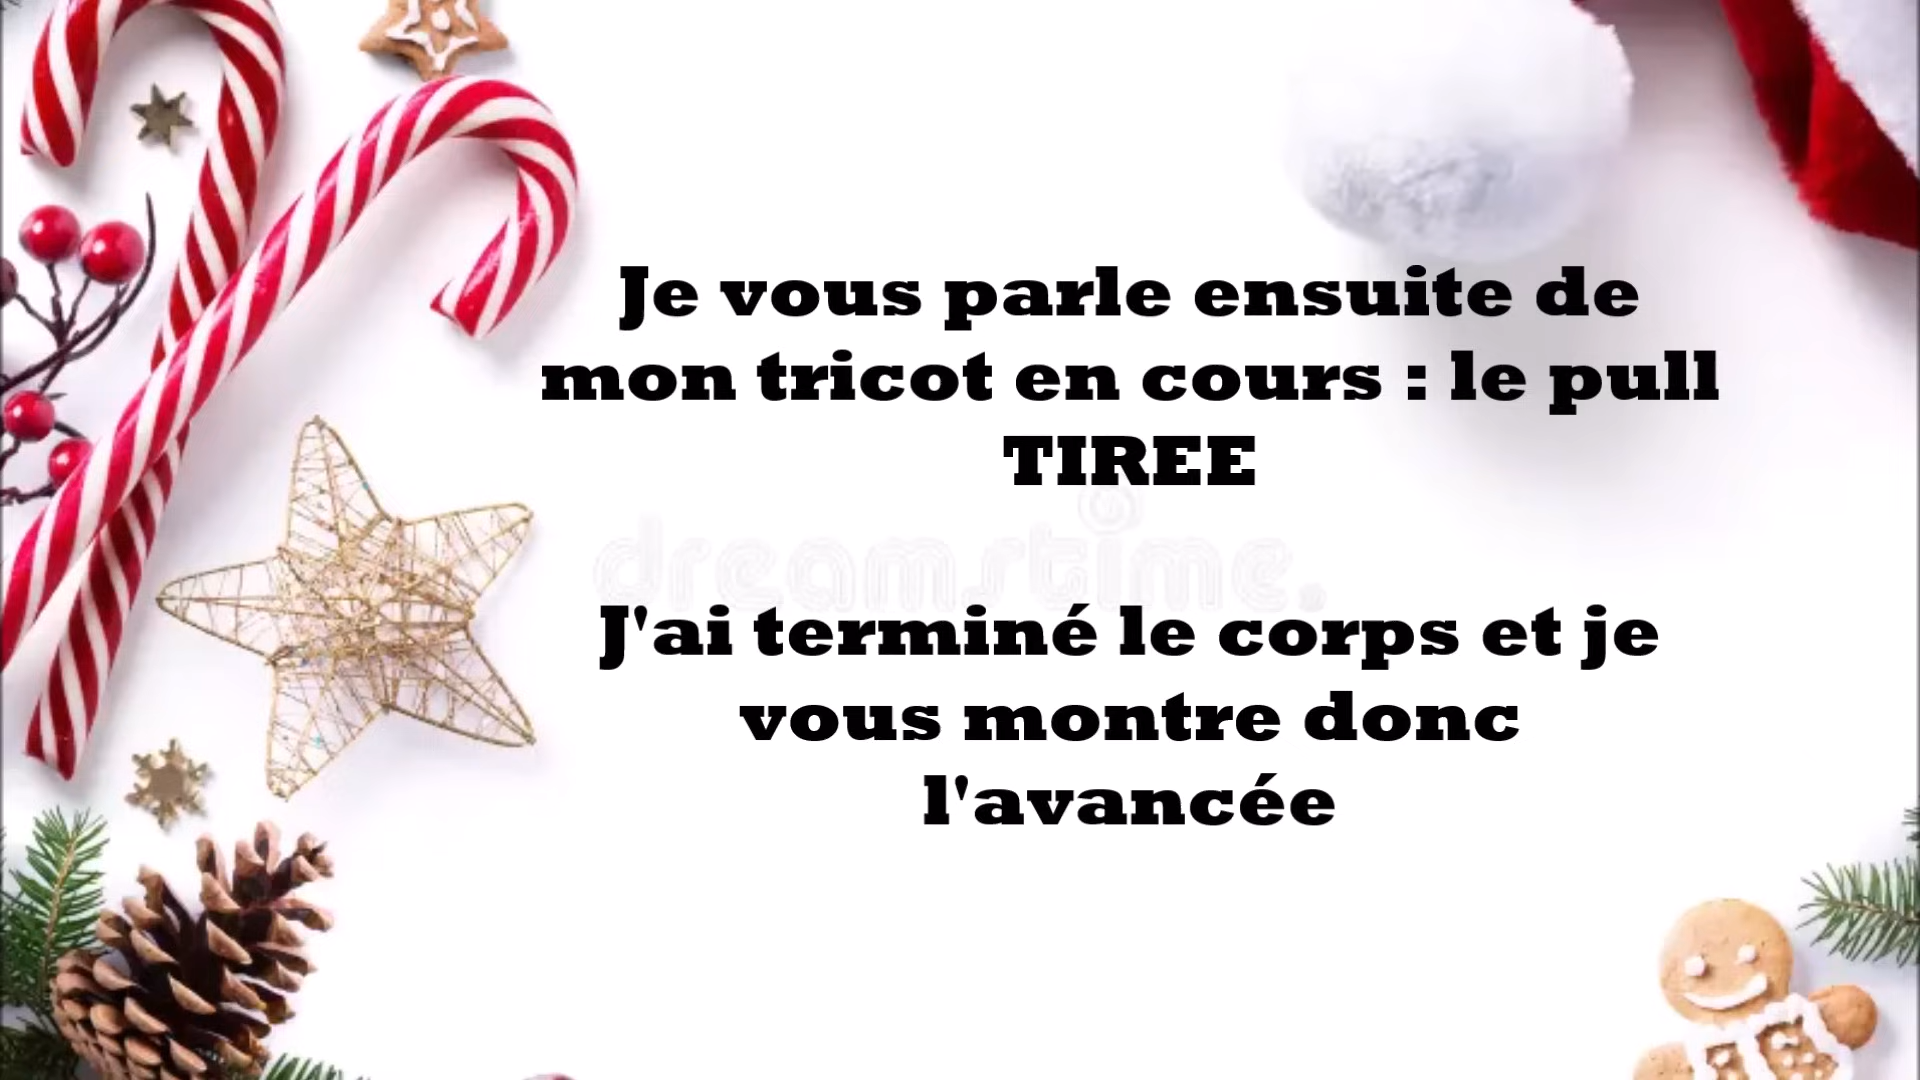 Je vous parle ensuite de
mon tricot en cours : le pull
TIREE
dreamstime.
J'ai terminé le corps et je
vous montre donc
l'avancée